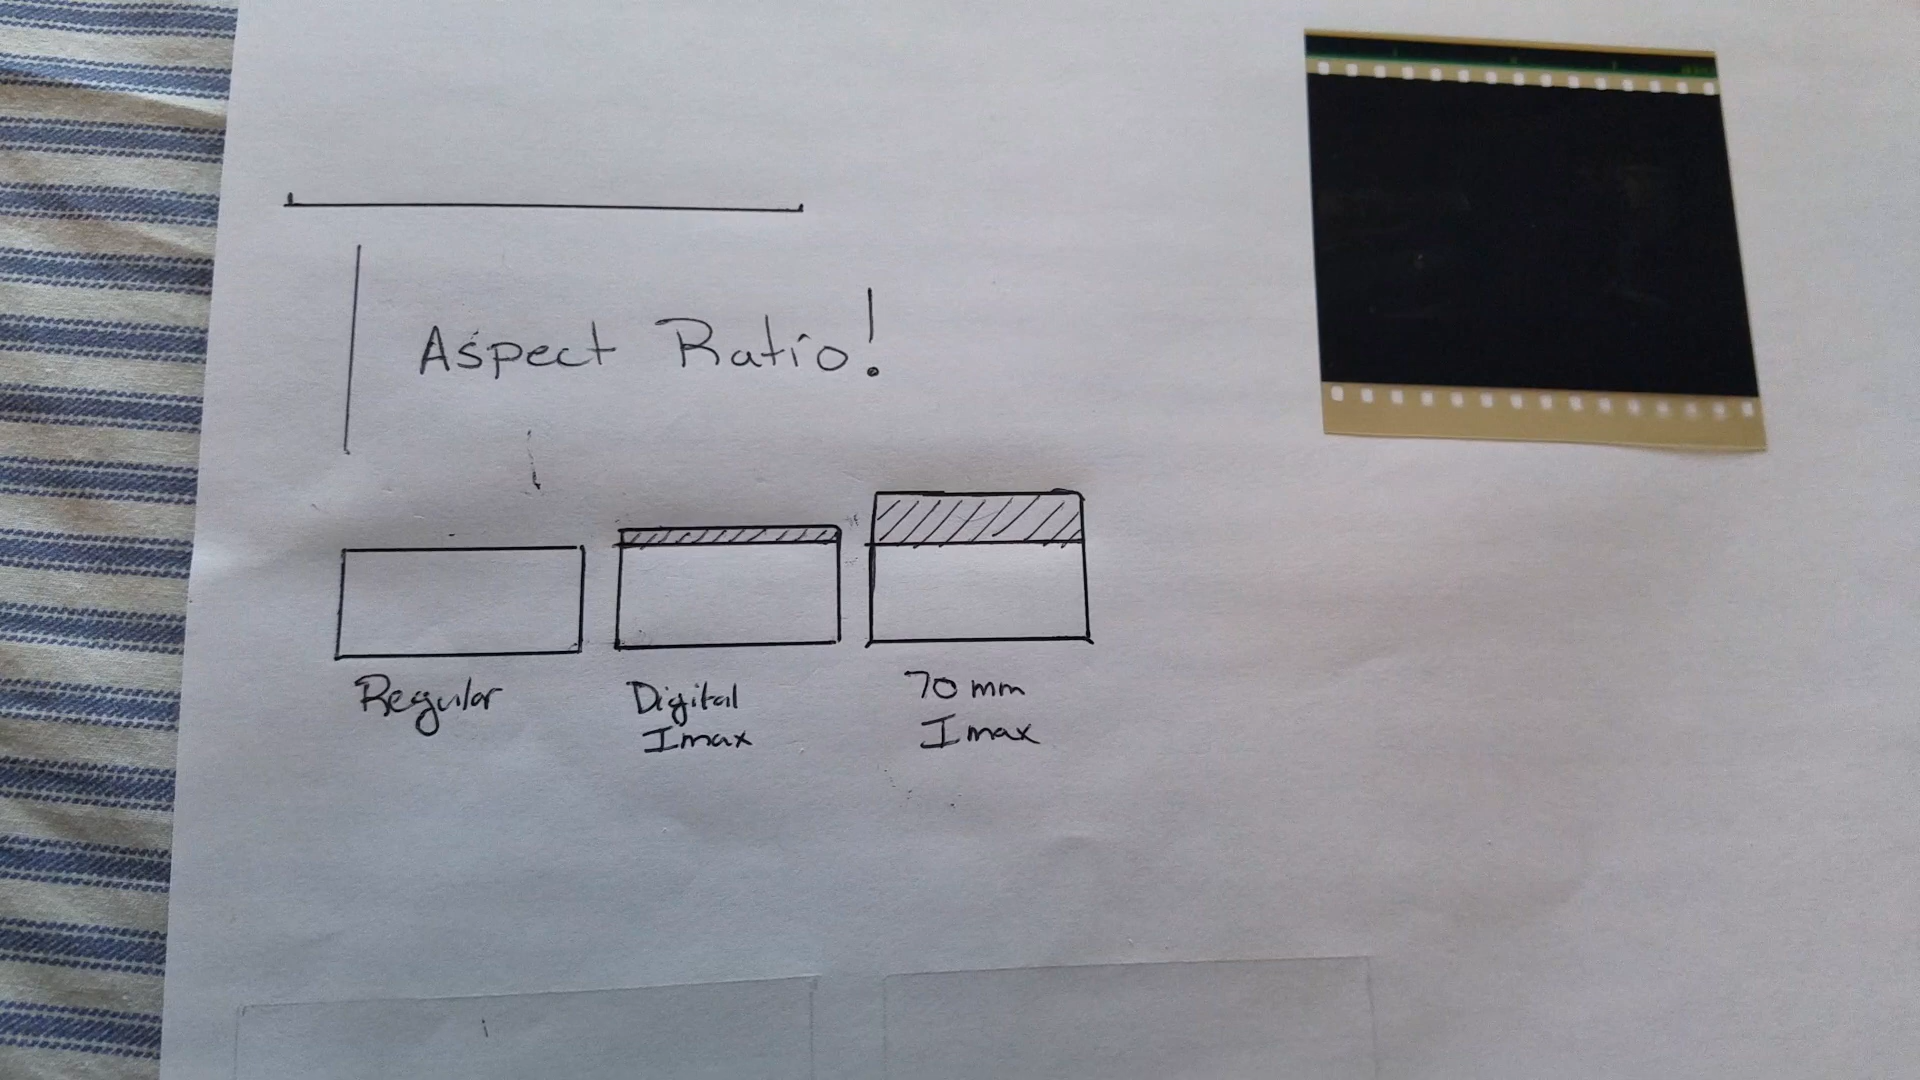 Aspect Ratio!
Regular
Digital
Imax
70 mm
Imax